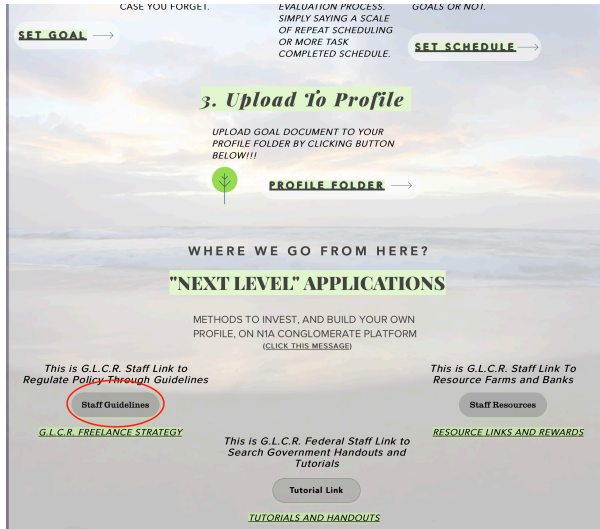 CASE YOU FORGET.
EVALUATION PROCESS.
SIMPLY SAYING A SCALE
OF REPEAT SCHEDULING
OR MORE TASK
COMPLETED SCHEDULE.
GOALS OR NOT.
SET GOAL
SET SCHEDULE
3. Upload To Profile
UPLOAD GOAL DOCUMENT TO YOUR
PROFILE FOLDER BY CLICKING BUTTON
BELOW!!!
PROFILE FOLDER
WHERE WE GO FROM HERE?
"NEXT LEVEL" APPLICATIONS
METHODS TO INVEST, AND BUILD YOUR OWN
PROFILE, ON N1A CONGLOMERATE PLATFORM
(CLICK THIS MESSAGE)
This is G.L.C.R. Staff Link to
Regulate Policy Through Guidelines
Staff Guidelines
G.L.C.R. FREELANCE STRATEGY
This is G.L.C.R. Staff Link To
Resource Farms and Banks
Staff Resources
RESOURCE LINKS AND REWARDS
This is G.L.C.R. Federal Staff Link to
Search Government Handouts and
Tutorials
Tutorial Link
TUTORIALS AND HANDOUTS